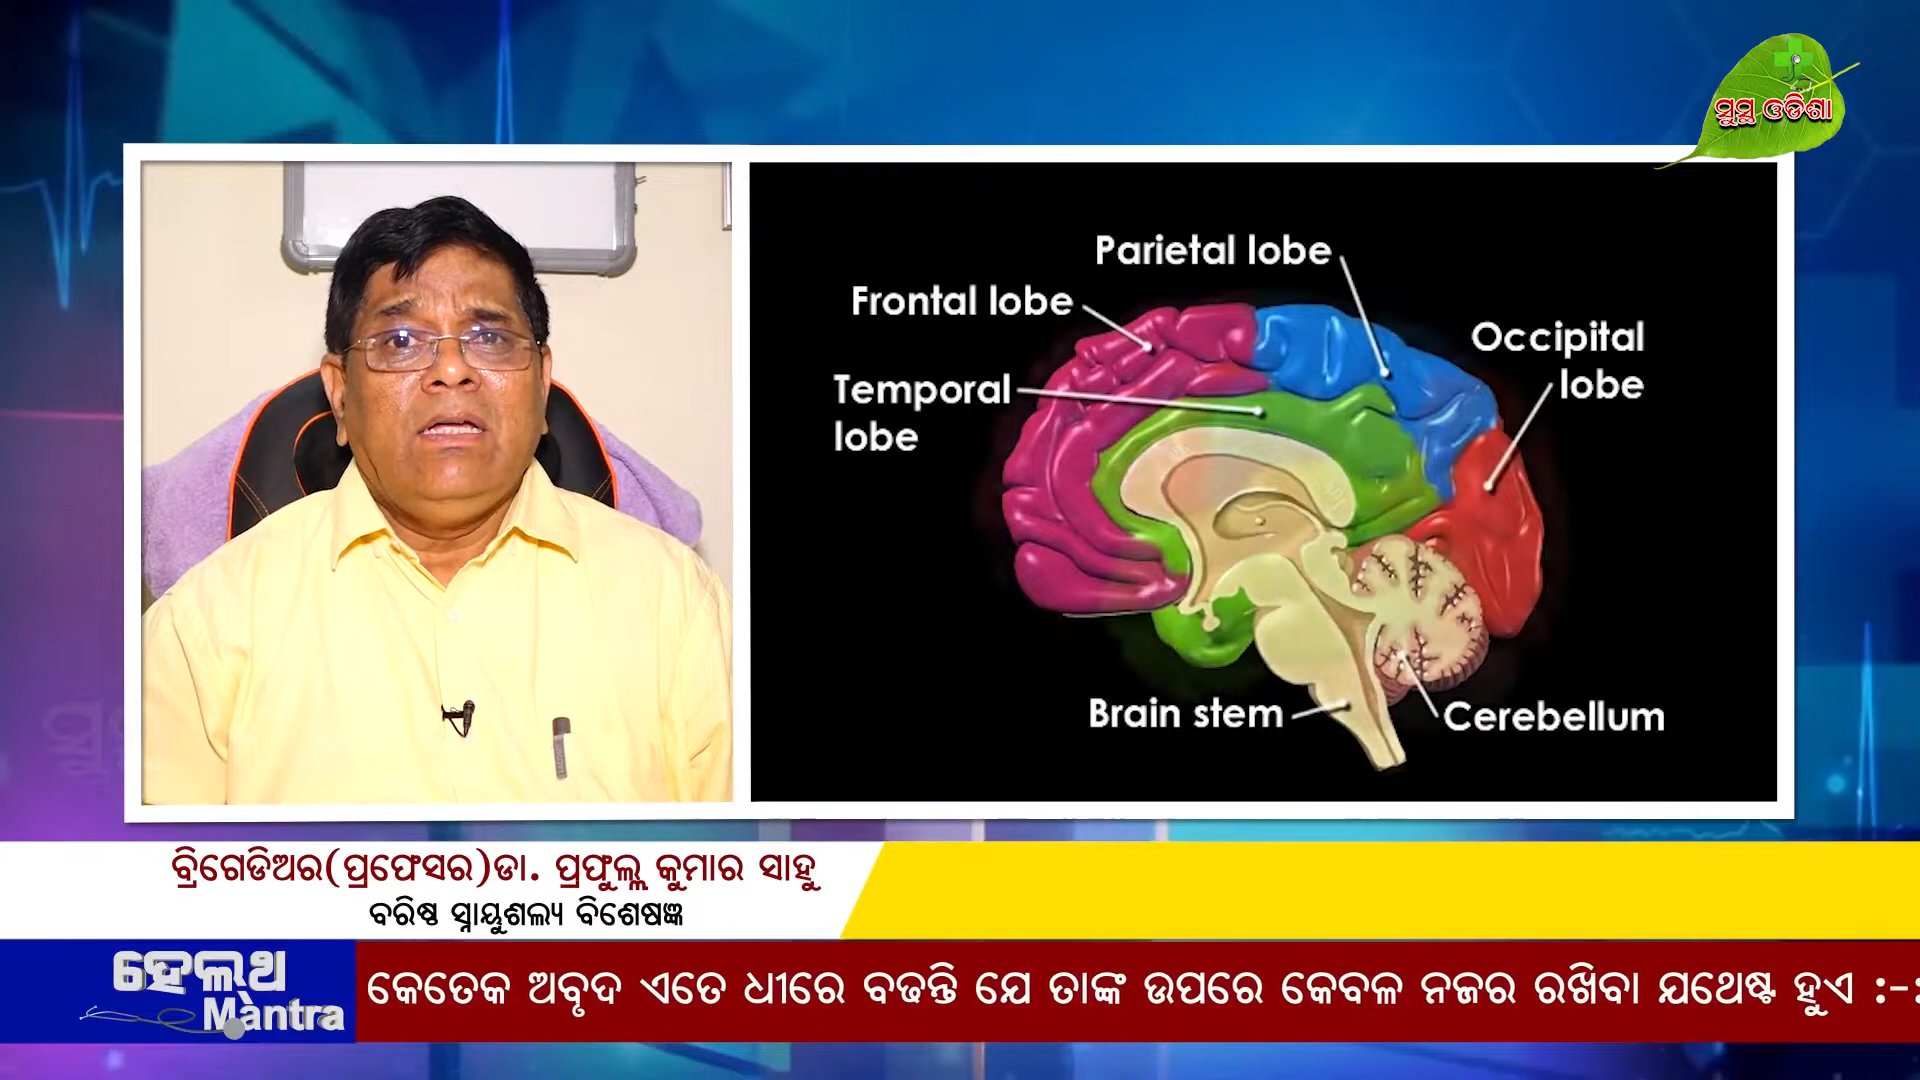 ସୁସ୍ଥ ଓଡିଶା
Parietal lobe
Frontal lobe
Occipital
lobe
Temporal
lobe
Brain stem
Cerebellum
ବ୍ରିଗେଡିଅର(ପ୍ରଫେସର)ଡା. ପ୍ରଫୁଲ୍ଲ କୁମାର ସାହୁ
ବରିଷ୍ଠ ସ୍ନାୟୁଶଲ୍ୟ ବିଶେଷଜ୍ଞ
ହେଲଥ
Mantra
କେତେକ ଅବୃଦ ଏତେ ଧୀରେ ବଢନ୍ତି ଯେ ତାଙ୍କ ଉପରେ କେବଳ ନଜର ରଖିବା ଯଥେଷ୍ଟ ହୁଏ :-: